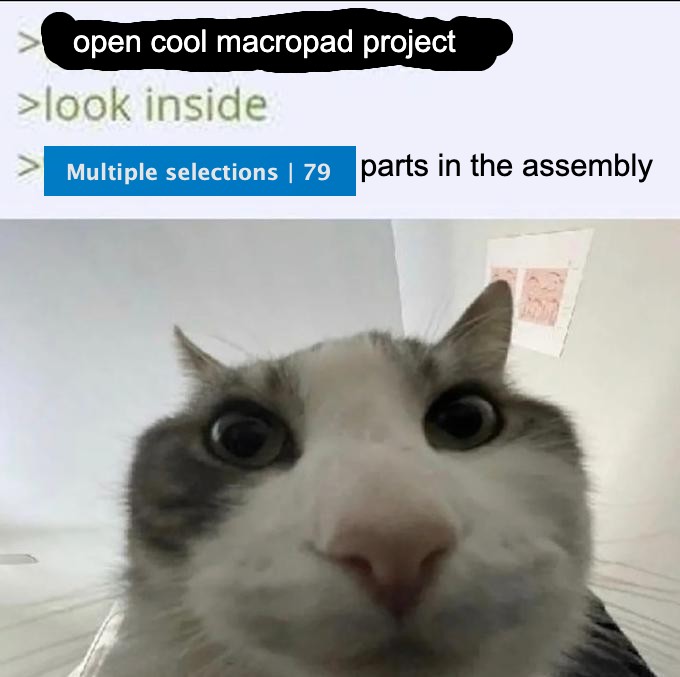 >open cool macropad project
>look inside
>Multiple selections | 79 parts in the assembly